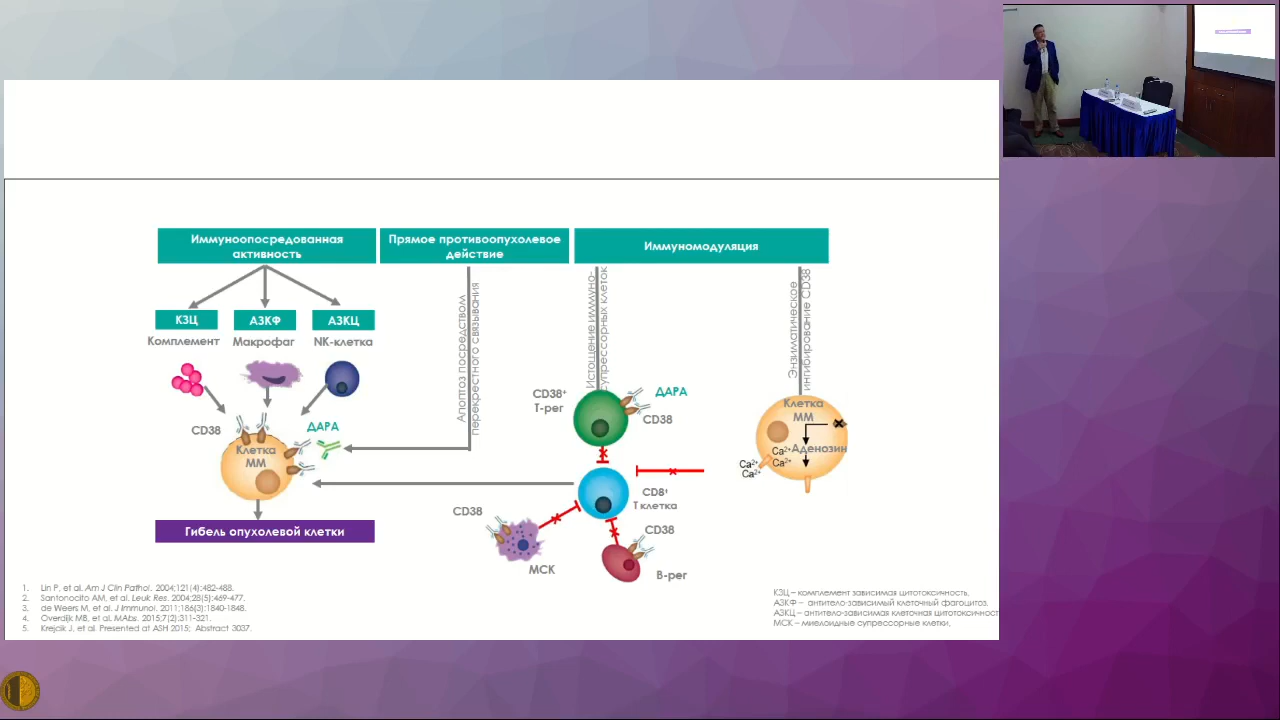 Иммуноопосредованная
активность
Прямое противоопухолевое
действие
Иммуномодуляция
КЗЦ
АЗКФ
АЗКЦ
Комплемент
Макрофаг
NK-клетка
Апоптоз посредством
перекрестного связывания
Истощение иммуно-
супрессорных клеток
Энзиматическое
ингибирование CD38
CD38
ДАРА
Клетка
ММ
Гибель опухолевой клетки
CD38⁺
Т-рег
ДАРА
CD38
CD8⁺
Т клетка
CD38
МСК
CD38
В-рег
Клетка
ММ
Аденозин
Ca²⁺
Ca²⁺
Ca²⁺
Ca²⁺
1. Lin P, et al. Am J Clin Pathol. 2004;121(4):482-488.
2. Santonocito AM, et al. Leuk Res. 2004;28(5):469-477.
3. de Weers M, et al. J Immunol. 2011;186(3):1840-1848.
4. Overdijk MB, et al. MAbs. 2015;7(2):311-321.
5. Krejcik J, et al. Presented at ASH 2015; Abstract 3037.
КЗЦ – комплемент зависимая цитотоксичность,
АЗКФ – антитело-зависимый клеточный фагоцитоз,
АЗКЦ – антитело-зависимая клеточная цитотоксичност
МСК – миелоидные супрессорные клетки,